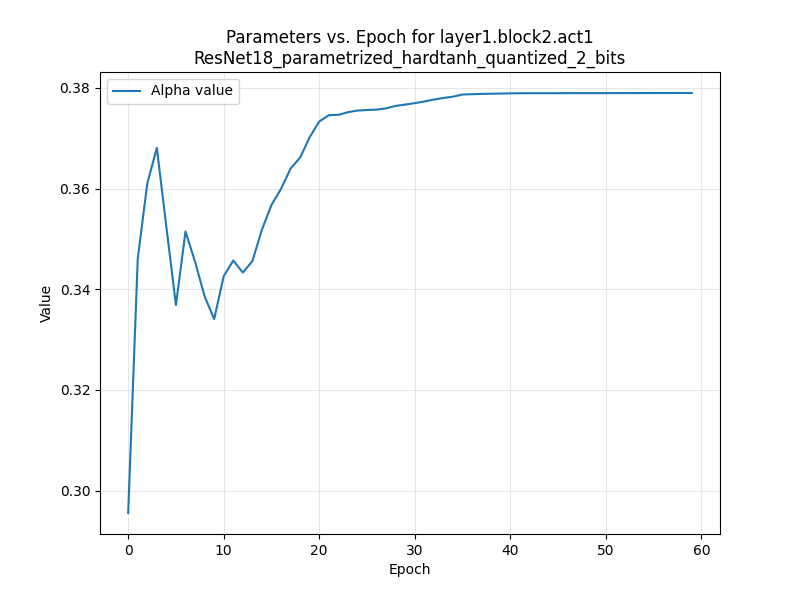 Parameters vs. Epoch for layer1.block2.act1
ResNet18_parametrized_hardtanh_quantized_2_bits
Alpha value
0.38
0.36
0.34
0.32
0.30
Value
0 10 20 30 40 50 60
Epoch